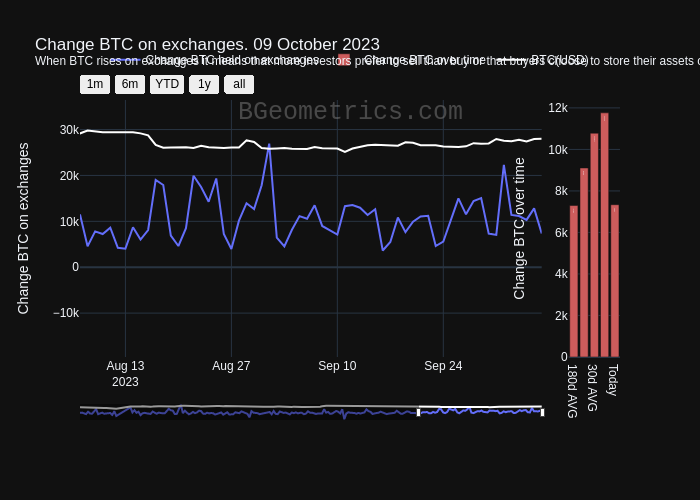 Change BTC on exchanges. 09 October 2023
When BTC rises on exchanges it means that more investors prefer to sell than buy or that buyers choose to store their assets o
Change BTC held on exchanges
Change BTC over time
BTC(USD)
1m 6m YTD 1y all
BGeometrics.com
Change BTC on exchanges
30k
20k
10k
0
−10k
Aug 13
2023
Aug 27
Sep 10
Sep 24
Change BTC over time
12k
10k
8k
6k
4k
2k
0
180d AVG
30d AVG
Today